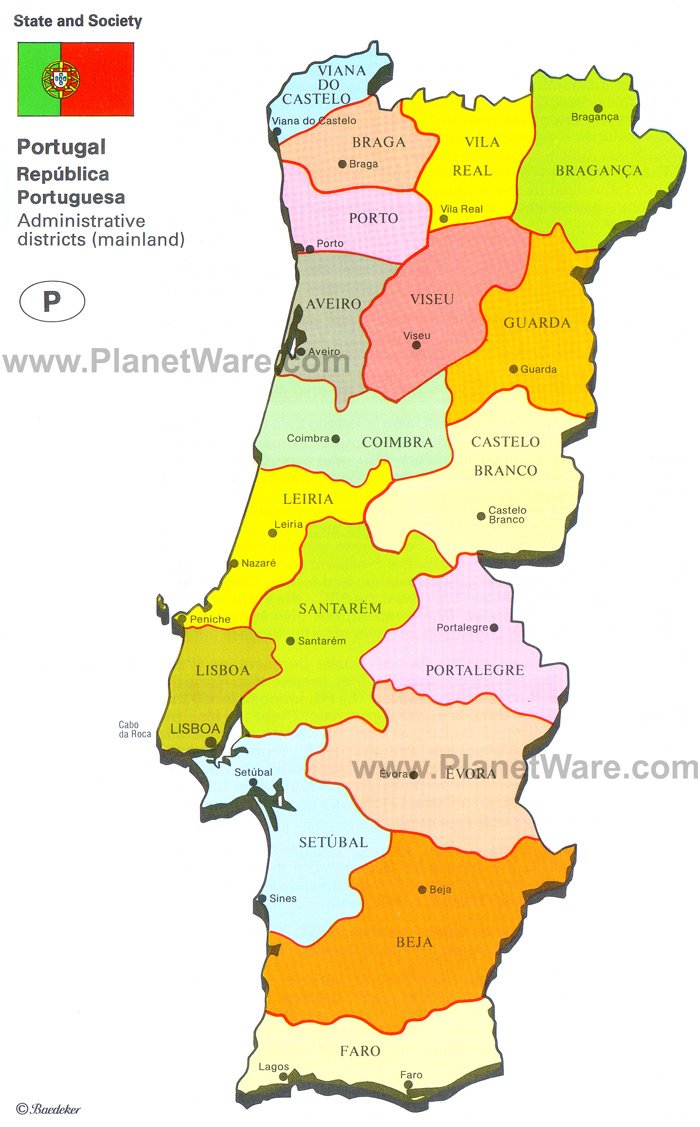 State and Society
Portugal
República
Portuguesa
Administrative
districts (mainland)
P
VIANA
DO
CASTELO
Viana do Castelo
BRAGA
Braga
VILA
REAL
Vila Real
Bragança
BRAGANÇA
PORTO
Porto
AVEIRO
Aveiro
VISEU
Viseu
GUARDA
Guarda
www.PlanetWare.com
Coimbra
COIMBRA
CASTELO
BRANCO
Castelo
Branco
LEIRIA
Leiria
Nazaré
Peniche
SANTARÉM
Santarém
Portalegre
PORTALEGRE
LISBOA
LISBOA
Cabo
da Roca
Setúbal
SETÚBAL
Sines
www.PlanetWare.com
Évora
ÉVORA
Beja
BEJA
FARO
Lagos
Faro
© Baedeker